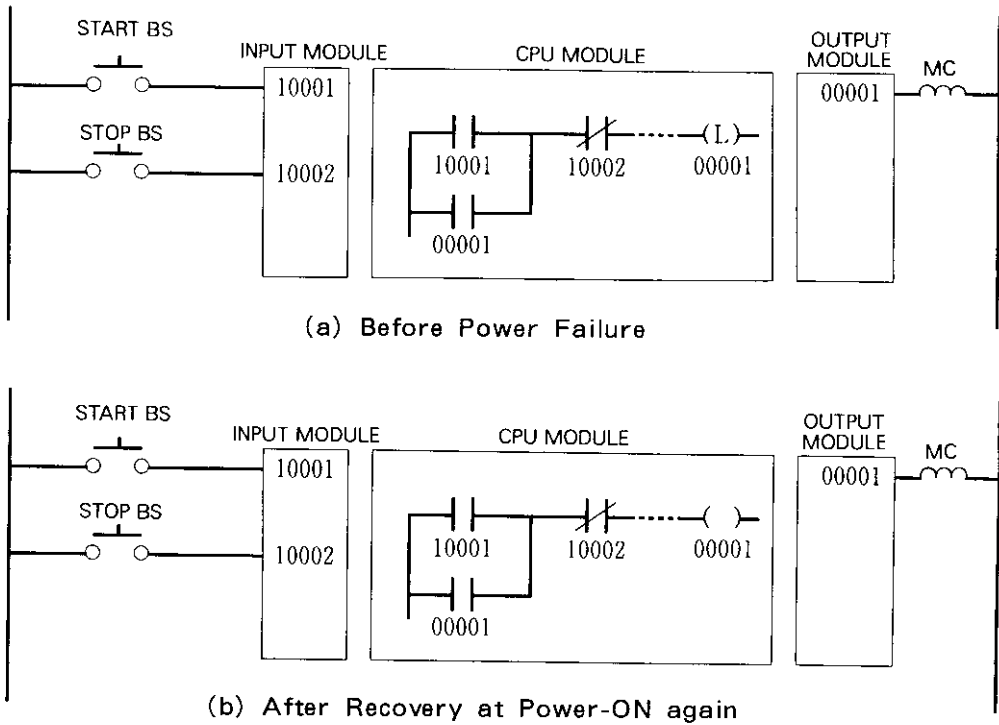 START BS
INPUT MODULE
CPU MODULE
OUTPUT
MODULE
MC
10001
00001
STOP BS
10002
10001
10002
(L)
00001
00001
(a) Before Power Failure
START BS
INPUT MODULE
CPU MODULE
OUTPUT
MODULE
MC
10001
00001
STOP BS
10002
10001
10002
( )
00001
00001
(b) After Recovery at Power-ON again